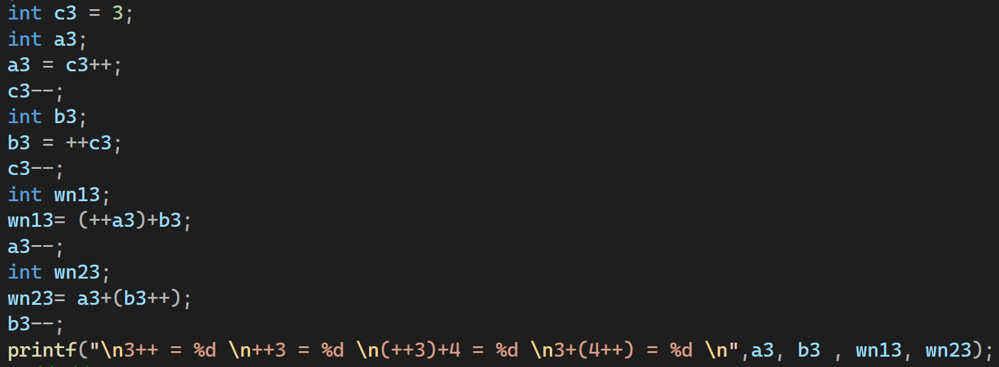 int c3 = 3;
int a3;
a3 = c3++;
c3--;
int b3;
b3 = ++c3;
c3--;
int wn13;
wn13= (++a3)+b3;
a3--;
int wn23;
wn23= a3+(b3++);
b3--;
printf("\n3++ = %d \n++3 = %d \n(++3)+4 = %d \n3+(4++) = %d \n",a3, b3 , wn13, wn23);